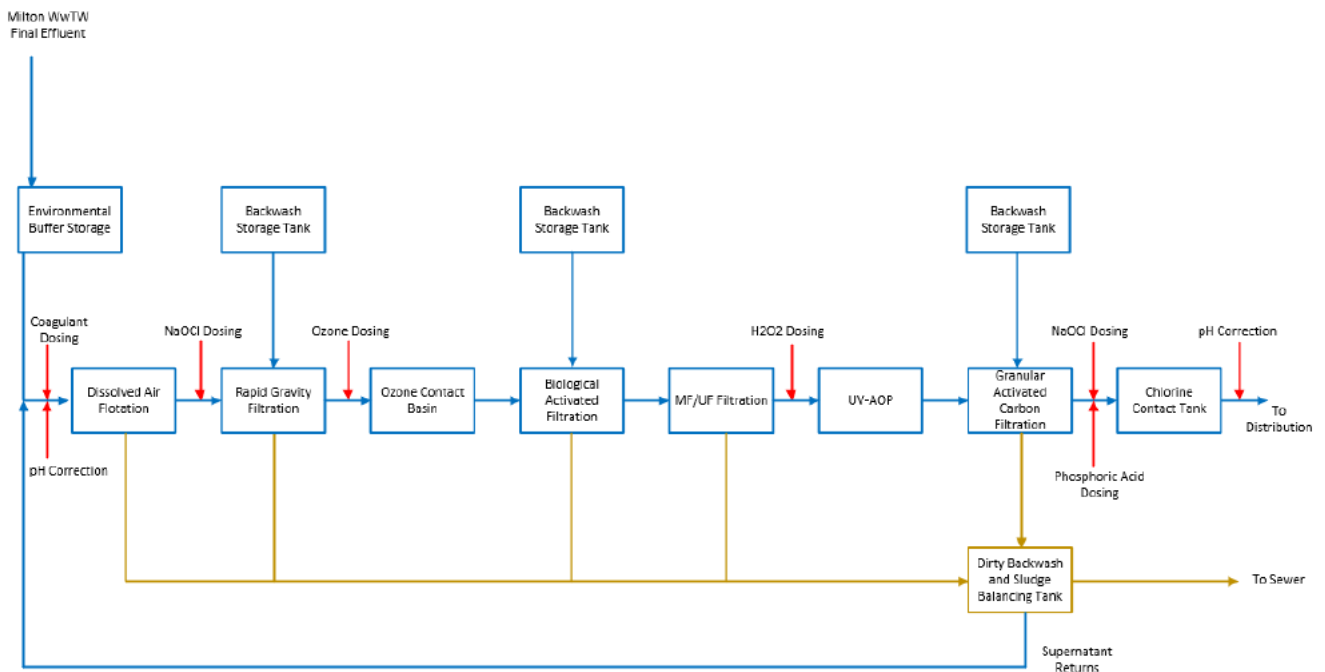 Milton WwTW
Final Effluent
Environmental
Buffer Storage
Backwash
Storage Tank
Backwash
Storage Tank
Backwash
Storage Tank
Coagulant
Dosing
NaOCl Dosing
Ozone Dosing
H2O2 Dosing
NaOCl Dosing
pH Correction
Dissolved Air
Flotation
Rapid Gravity
Filtration
Ozone Contact
Basin
Biological
Activated
Filtration
MF/UF Filtration
UV-AOP
Granular
Activated
Carbon
Filtration
Chlorine
Contact Tank
To
Distribution
pH Correction
Phosphoric Acid
Dosing
Dirty Backwash
and Sludge
Balancing Tank
To Sewer
Supernatant
Returns